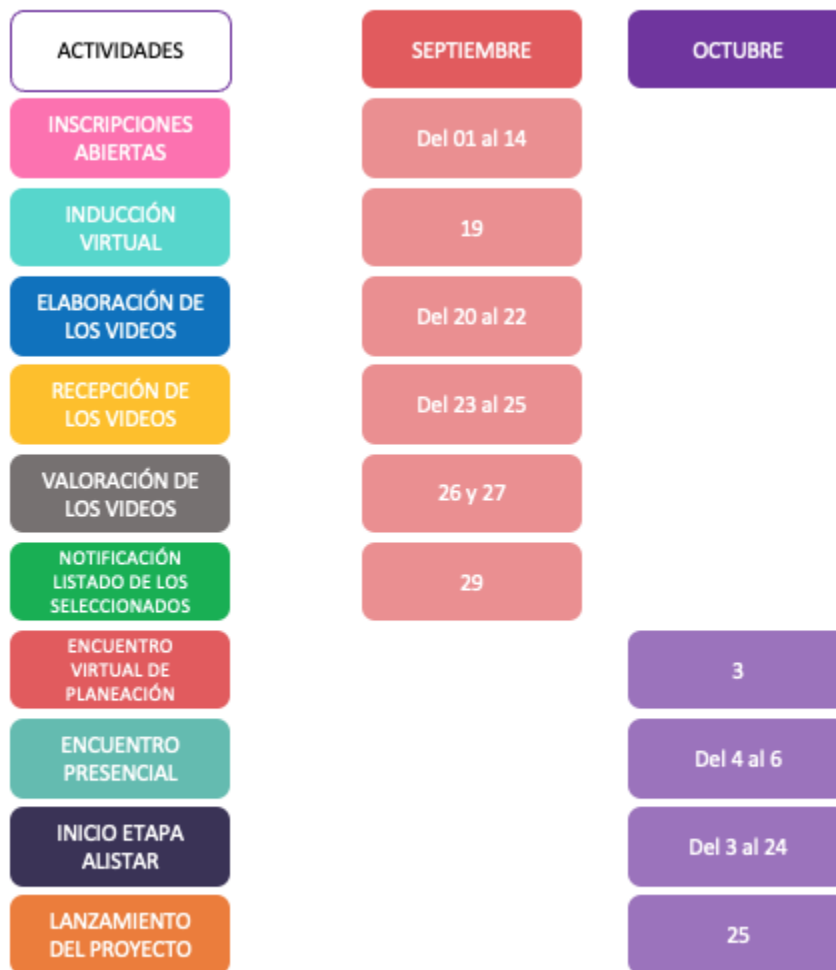 ACTIVIDADES
SEPTIEMBRE
OCTUBRE
INSCRIPCIONES
ABIERTAS
Del 01 al 14
INDUCCIÓN
VIRTUAL
19
ELABORACIÓN DE
LOS VIDEOS
Del 20 al 22
RECEPCIÓN DE
LOS VIDEOS
Del 23 al 25
VALORACIÓN DE
LOS VIDEOS
26 y 27
NOTIFICACIÓN
LISTADO DE LOS
SELECCIONADOS
29
ENCUENTRO
VIRTUAL DE
PLANEACIÓN
3
ENCUENTRO
PRESENCIAL
Del 4 al 6
INICIO ETAPA
ALISTAR
Del 3 al 24
LANZAMIENTO
DEL PROYECTO
25